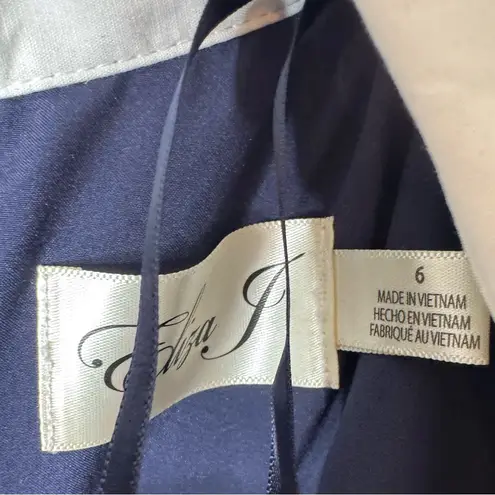 Eliza J
6
MADE IN VIETNAM
HECHO EN VIETNAM
FABRIQUÉ AU VIETNAM